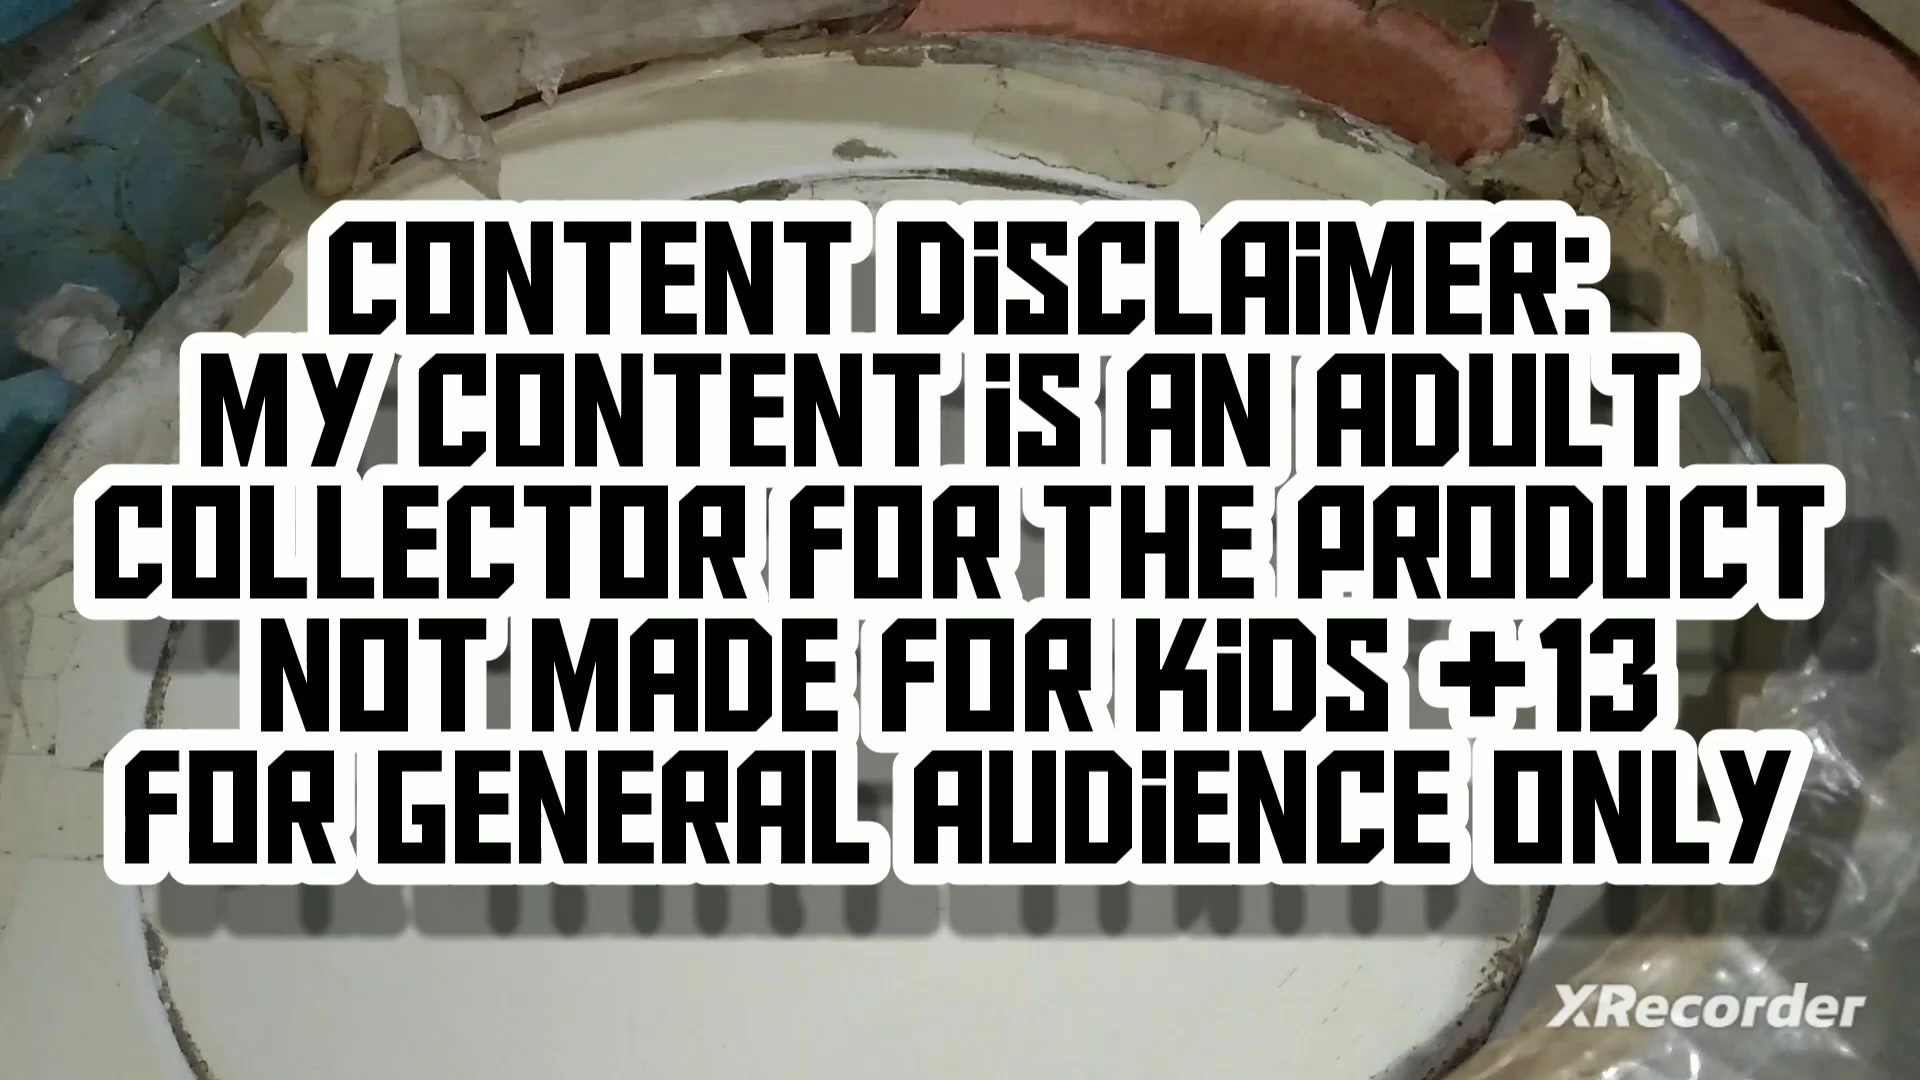 CONTENT DiSCLAiMER:
MY CONTENT iS AN ADULT
COLLECTOR FOR THE PRODUCT
NOT MADE FOR KiDS +13
FOR GENERAL AUDiENCE ONLY
XRecorder